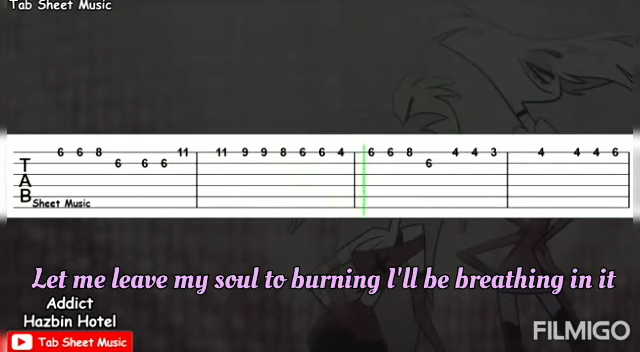 Tab Sheet Music
6 6 8 6 6 6 11 11 9 9 8 6 6 4 6 6 8 6 4 4 3 4 4 4 6
T
A
B
Sheet Music
Let me leave my soul to burning I'll be breathing in it
Addict
Hazbin Hotel
Tab Sheet Music
FILMIGO